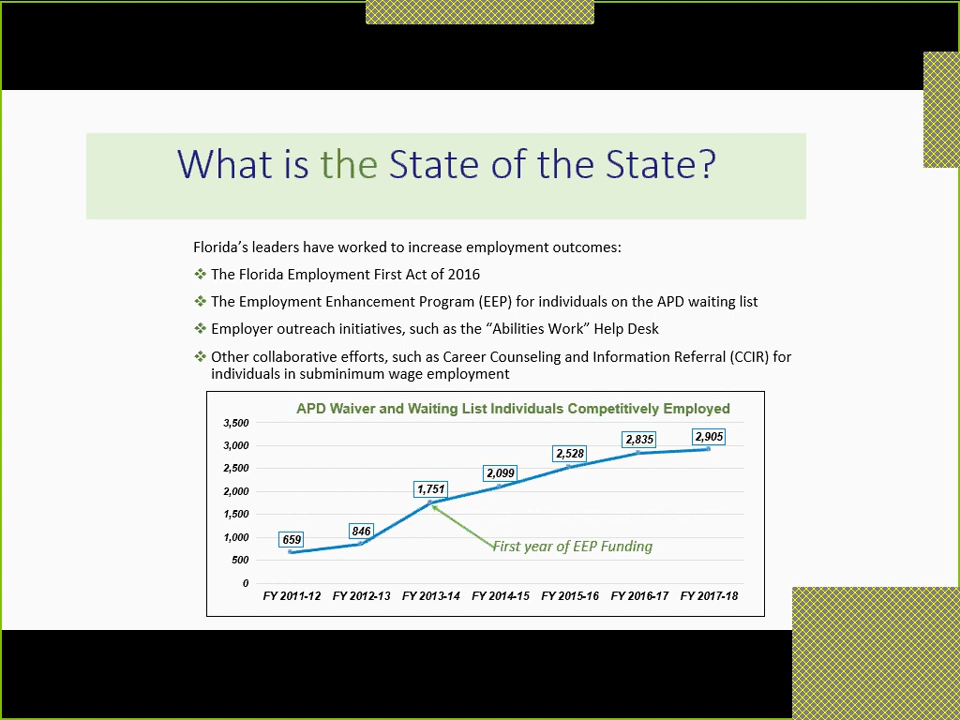 What is the State of the State?
Florida’s leaders have worked to increase employment outcomes:
❖ The Florida Employment First Act of 2016
❖ The Employment Enhancement Program (EEP) for individuals on the APD waiting list
❖ Employer outreach initiatives, such as the “Abilities Work” Help Desk
❖ Other collaborative efforts, such as Career Counseling and Information Referral (CCIR) for
individuals in subminimum wage employment
APD Waiver and Waiting List Individuals Competitively Employed
3,500
3,000
2,500
2,000
1,500
1,000
500
0
659
846
1,751
2,099
2,528
2,835
2,905
First year of EEP Funding
FY 2011-12 FY 2012-13 FY 2013-14 FY 2014-15 FY 2015-16 FY 2016-17 FY 2017-18